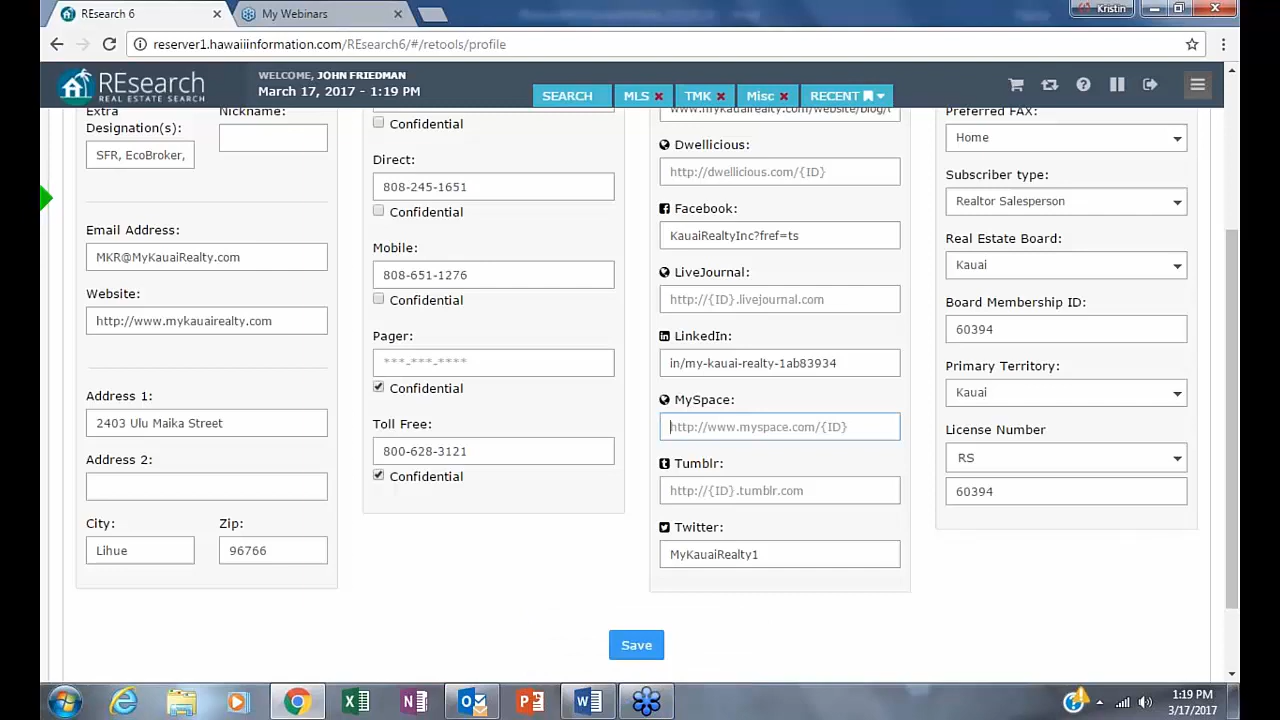 REsearch 6
My Webinars
Kristin
reserver1.hawaiiinformation.com/REsearch6/#/retools/profile
REsearch
REAL ESTATE SEARCH
WELCOME, JOHN FRIEDMAN
March 17, 2017 - 1:19 PM
SEARCH
MLS
TMK
Misc
RECENT
Extra
Designation(s):
SFR, EcoBroker,
Nickname:
Email Address:
MKR@MyKauaiRealty.com
Website:
http://www.mykauairealty.com
Address 1:
2403 Ulu Maika Street
Address 2:
City:
Lihue
Zip:
96766
Confidential
Direct:
808-245-1651
Confidential
Mobile:
808-651-1276
Confidential
Pager:
***-***-****
Confidential
Toll Free:
800-628-3121
Confidential
www.mykauairealty.com/website/blog/
Dwellicious:
http://dwellicious.com/{ID}
Facebook:
KauaiRealtyInc?fref=ts
LiveJournal:
http://{ID}.livejournal.com
LinkedIn:
in/my-kauai-realty-1ab83934
MySpace:
http://www.myspace.com/{ID}
Tumblr:
http://{ID}.tumblr.com
Twitter:
MyKauaiRealty1
Preferred FAX:
Home
Subscriber type:
Realtor Salesperson
Real Estate Board:
Kauai
Board Membership ID:
60394
Primary Territory:
Kauai
License Number
RS
60394
Save
1:19 PM
3/17/2017